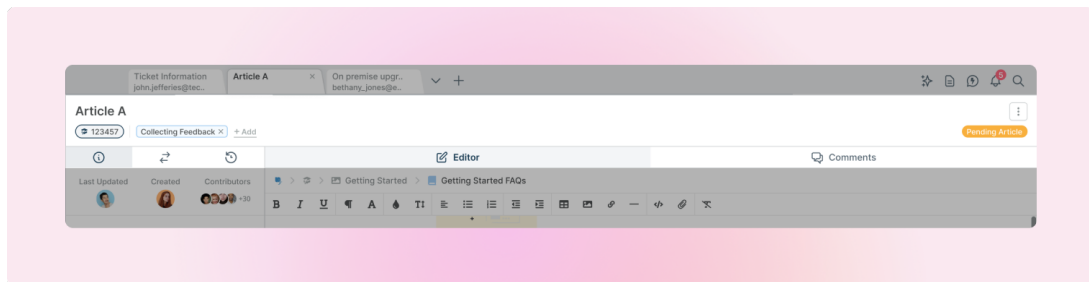 Ticket Information
john.jefferies@tec..
Article A
On premise upgr..
bethany_jones@e..
5
Article A
123457
Collecting Feedback
+ Add
Pending Article
Editor
Comments
Last Updated
Created
Contributors
+30
Getting Started
Getting Started FAQs